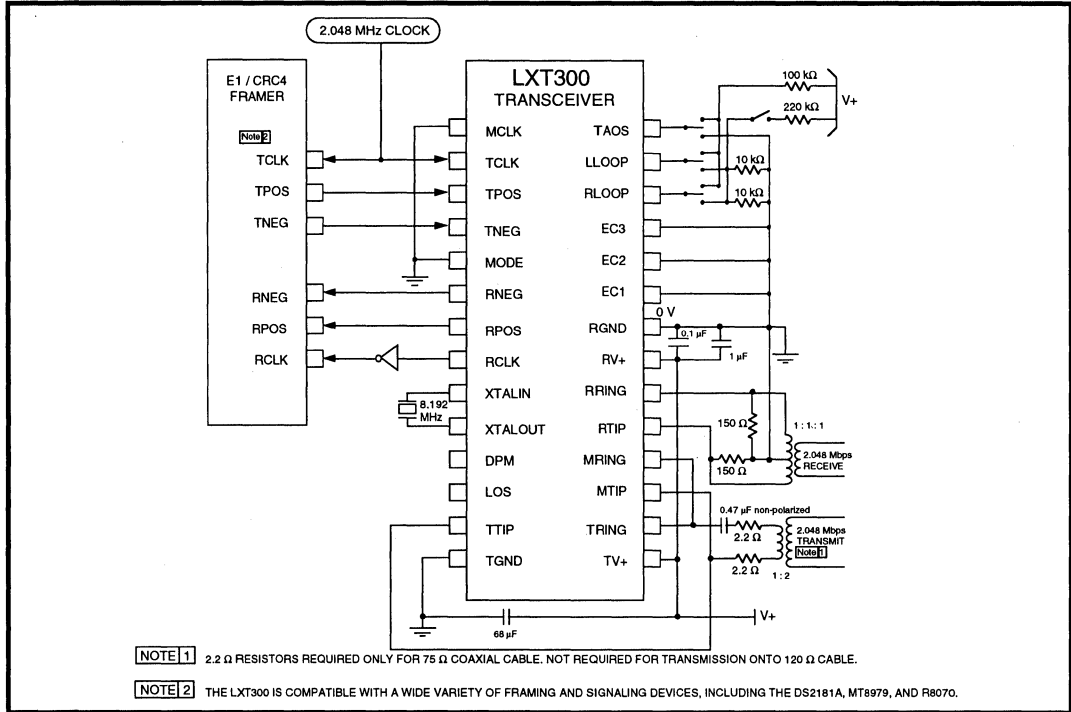 2.048 MHz CLOCK
E1 / CRC4
FRAMER
Note 2
TCLK
TPOS
TNEG
RNEG
RPOS
RCLK
LXT300
TRANSCEIVER
MCLK
TCLK
TPOS
TNEG
MODE
RNEG
RPOS
RCLK
XTALIN
XTALOUT
DPM
LOS
TTIP
TGND
TAOS
LLOOP
RLOOP
EC3
EC2
EC1
RGND
RV+
RRING
RTIP
MRING
MTIP
TRING
TV+
8.192
MHz
100 kΩ
220 kΩ
V+
10 kΩ
10 kΩ
0 V
0.1 µF
1 µF
150 Ω
150 Ω
1 : 1 : 1
2.048 Mbps
RECEIVE
0.47 µF non-polarized
2.2 Ω
2.2 Ω
1 : 2
2.048 Mbps
TRANSMIT
Note 1
68 µF
V+
NOTE 1 2.2 Ω RESISTORS REQUIRED ONLY FOR 75 Ω COAXIAL CABLE. NOT REQUIRED FOR TRANSMISSION ONTO 120 Ω CABLE.
NOTE 2 THE LXT300 IS COMPATIBLE WITH A WIDE VARIETY OF FRAMING AND SIGNALING DEVICES, INCLUDING THE DS2181A, MT8979, AND R8070.